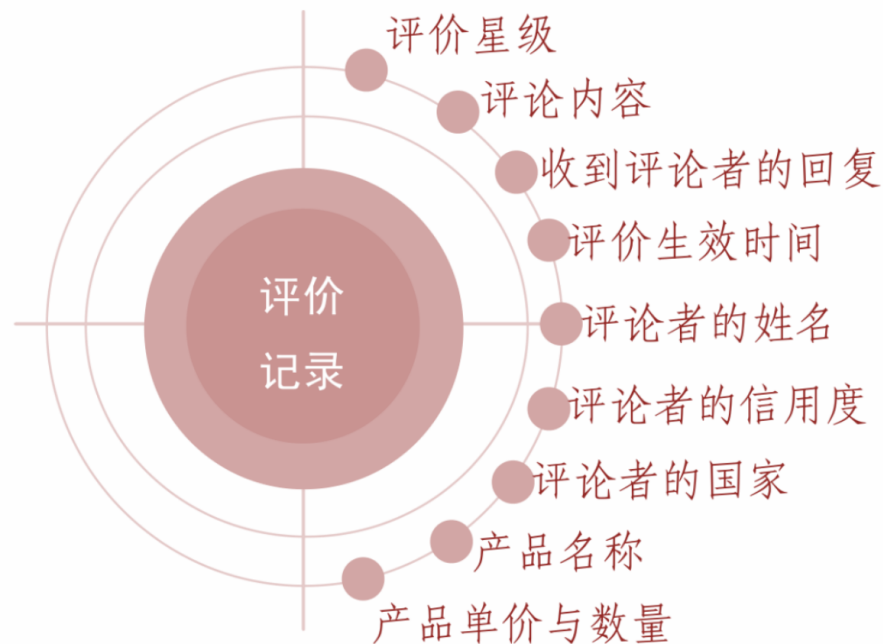 评价星级
评论内容
收到评论者的回复
评价生效时间
评价
记录
评论者的姓名
评论者的信用度
评论者的国家
产品名称
产品单价与数量